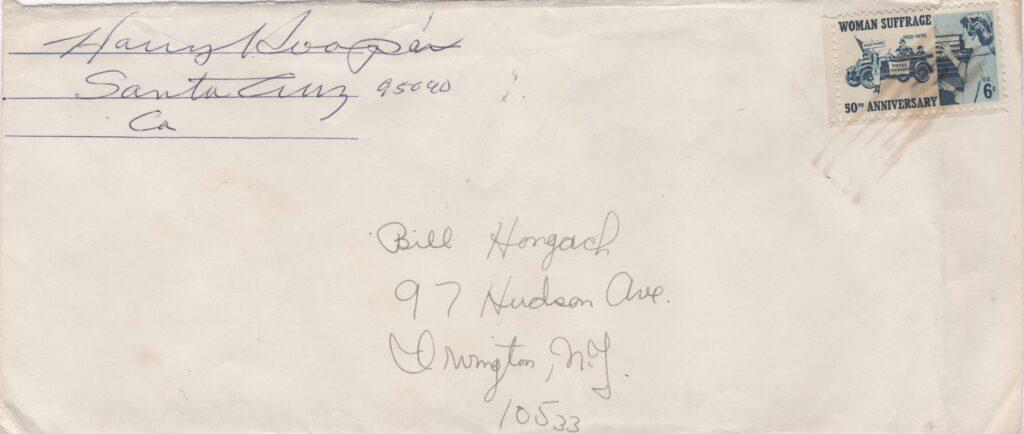 Harry Hooper
Santa Cruz 95060
Ca
WOMAN SUFFRAGE
1920-1970
VOTES
50TH ANNIVERSARY
U.S.
6c
Bill Hongach
97 Hudson Ave.
Irvington, N.Y.
10533